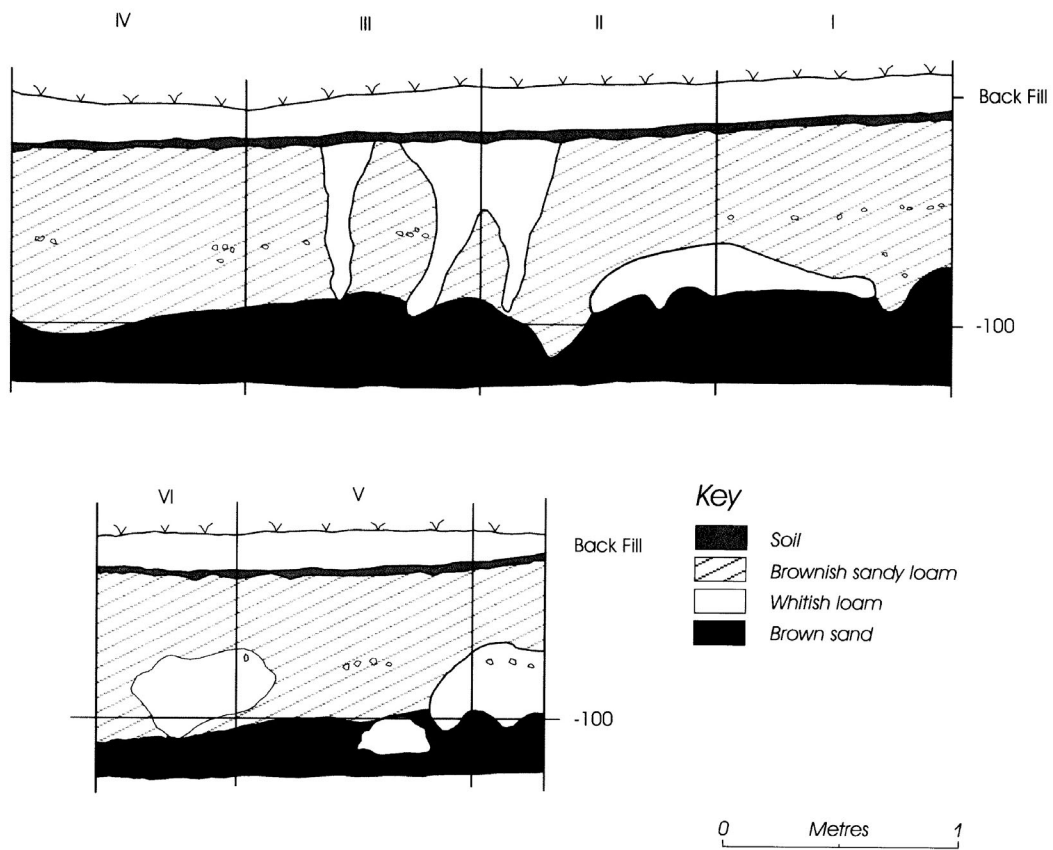 IV III II I
Back Fill
-100
VI V
Key
Soil
Back Fill
Brownish sandy loam
Whitish loam
Brown sand
-100
0 Metres 1